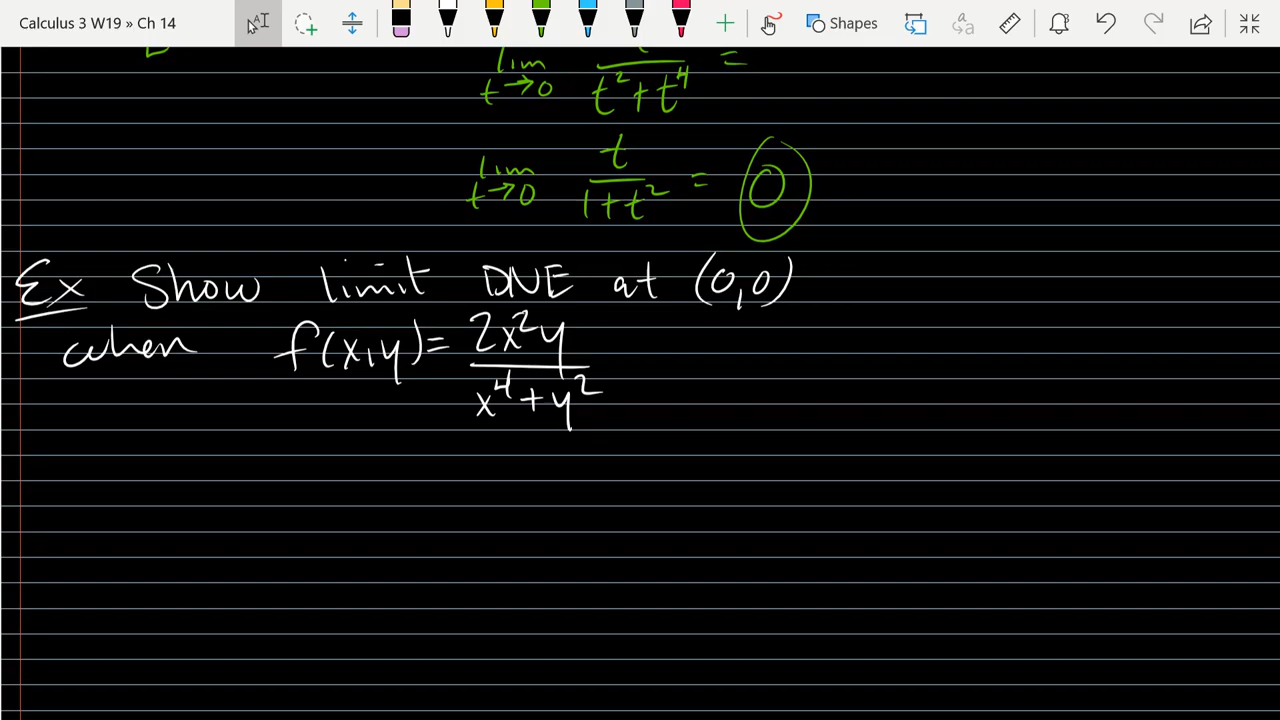 Calculus 3 W19 » Ch 14
Shapes
lim t→0 / t² + t⁴ =
lim t→0 t / 1 + t² = 0
Ex Show limit DNE at (0,0)
when f(x,y) = 2x²y / x⁴ + y²